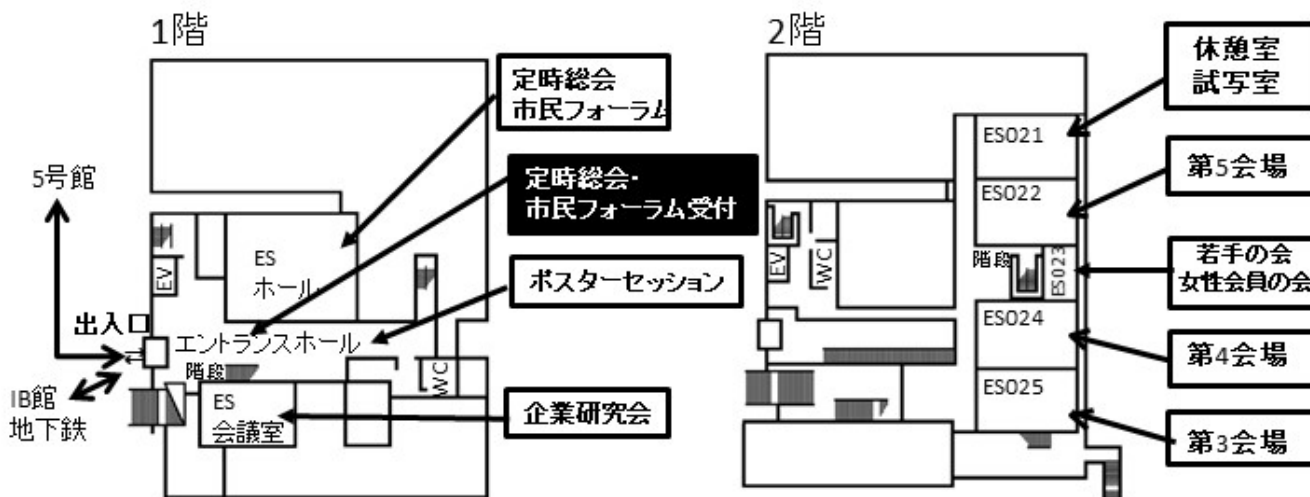 1階
定時総会
市民フォーラム
定時総会・
市民フォーラム受付
5号館
ES
ホール
EV
ポスターセッション
出入口
エントランスホール
階段
WC
IB館
地下鉄
ES
会議室
企業研究会
2階
休憩室
試写室
ES021
第5会場
ES022
EV
WC
階段
ES023
若手の会
女性会員の会
ES024
第4会場
ES025
第3会場